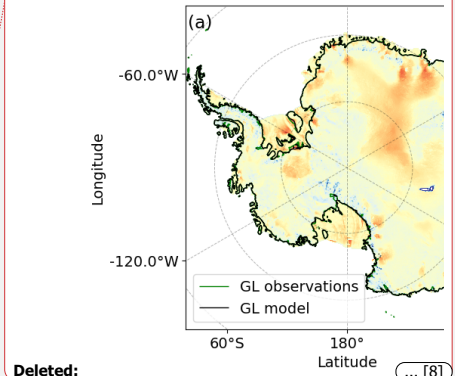 (a)
-60.0°W
Longitude
-120.0°W
GL observations
GL model
60°S
180°
Latitude
Deleted:
... [8]